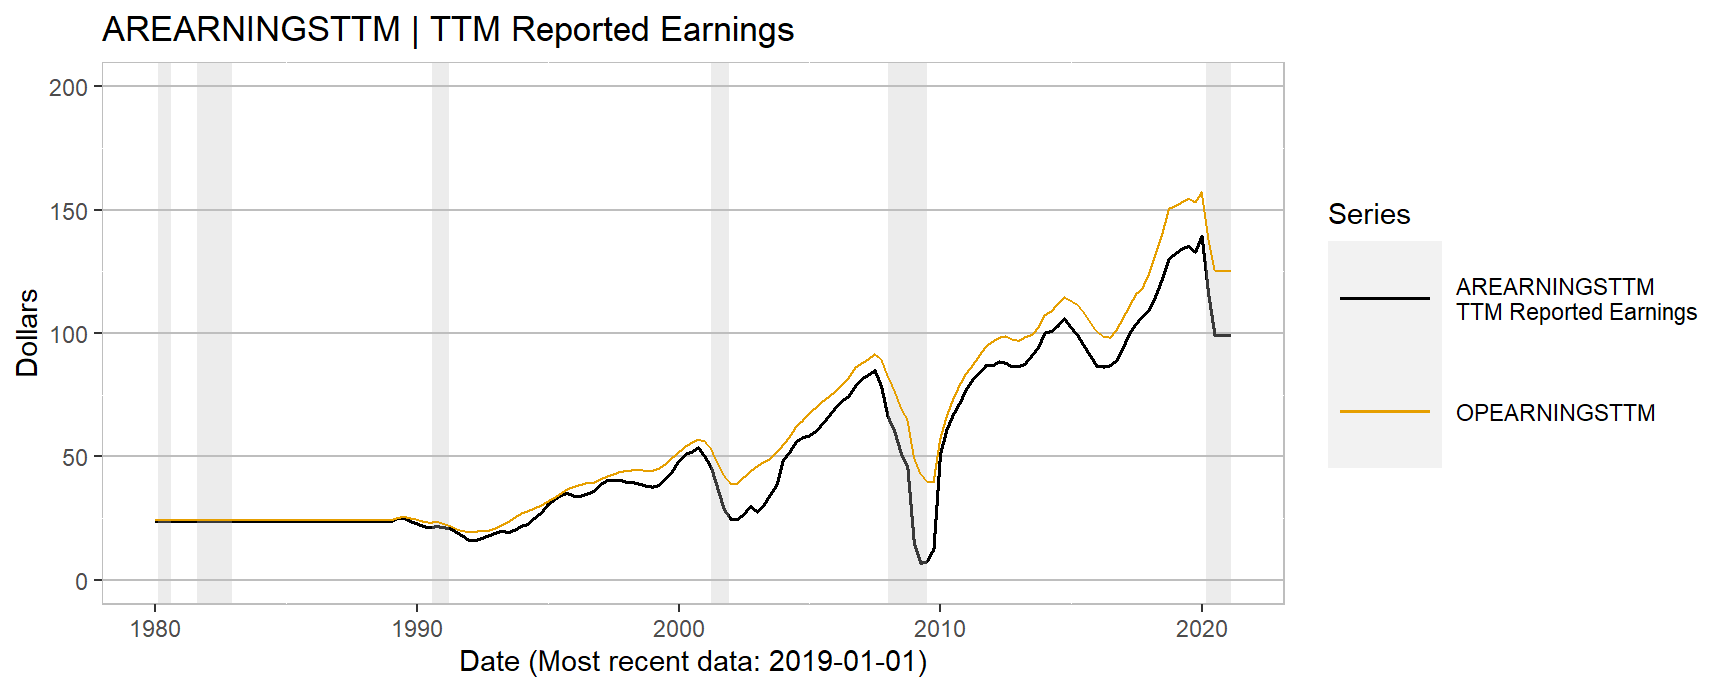 AREARNINGSTTM | TTM Reported Earnings
200
150
100
50
0
Dollars
1980
1990
2000
2010
2020
Date (Most recent data: 2019-01-01)
Series
AREARNINGSTTM
TTM Reported Earnings
OPEARNINGSTTM